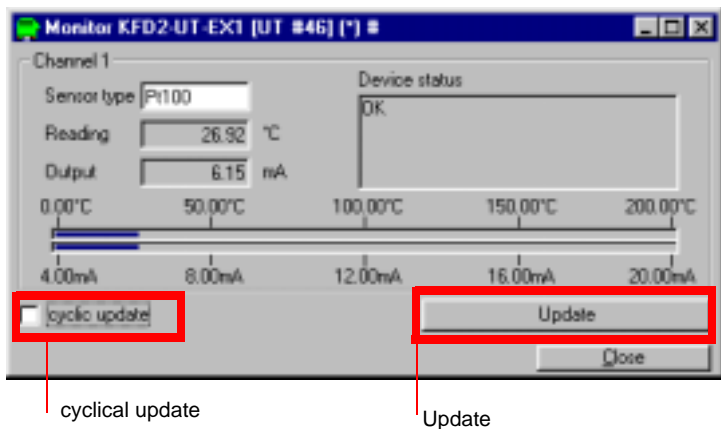 Monitor KFD2-UT-EX1 [UT #46] (*) #
Channel 1
Sensor type Pt100
Reading 26.92 °C
Output 6.15 mA
Device status
OK
0.00°C 50.00°C 100.00°C 150.00°C 200.00°C
4.00mA 8.00mA 12.00mA 16.00mA 20.00mA
cyclic update
Update
Close
cyclical update
Update